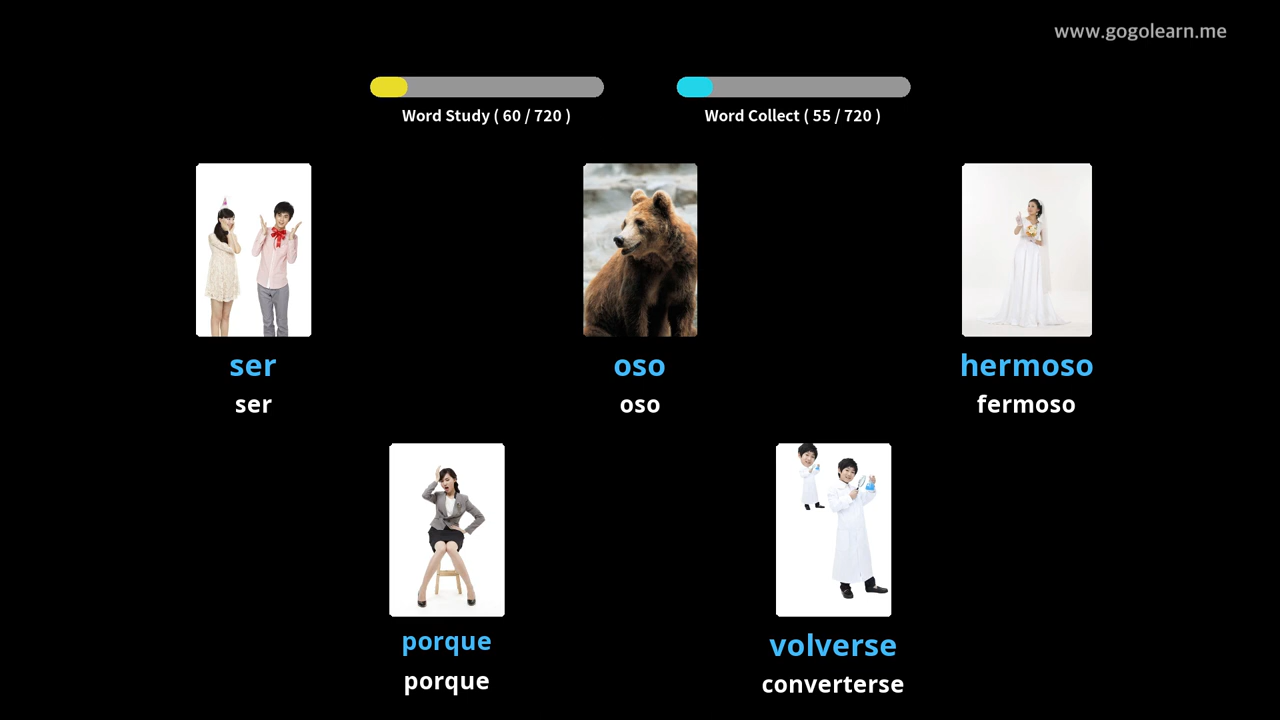 www.gogolearn.me
Word Study ( 60 / 720 )
Word Collect ( 55 / 720 )
ser
ser
oso
oso
hermoso
fermoso
porque
porque
volverse
converterse